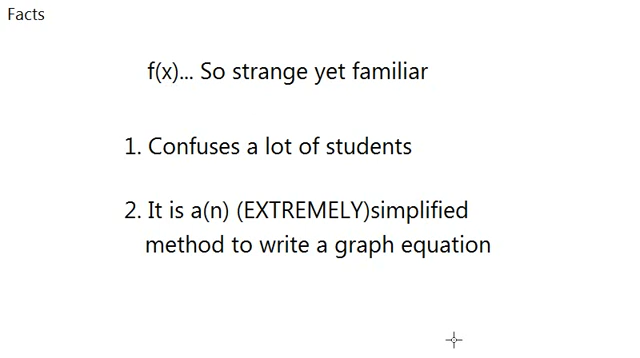 Facts
f(x)... So strange yet familiar
1. Confuses a lot of students
2. It is a(n) (EXTREMELY)simplified
method to write a graph equation